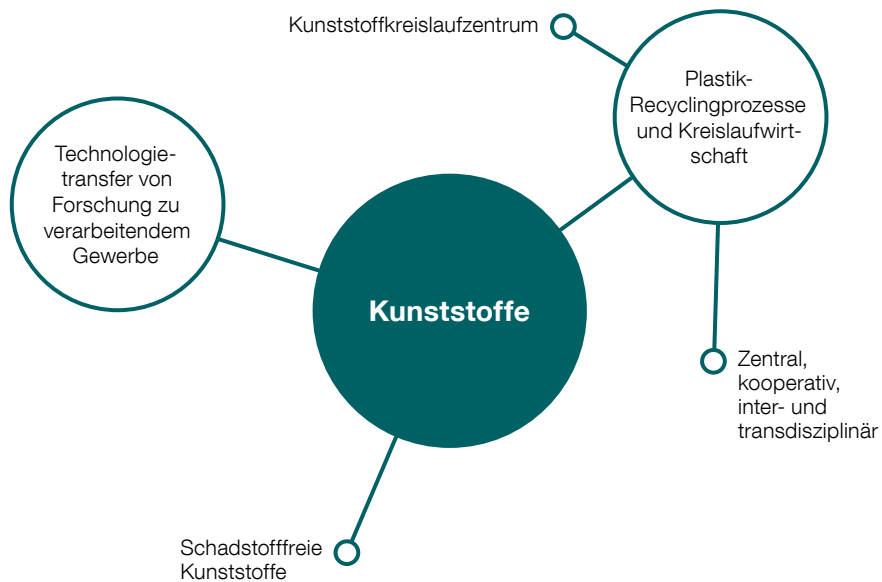 Kunststoffkreislaufzentrum
Plastik-
Recyclingprozesse
und Kreislaufwirt-
schaft
Technologie-
transfer von
Forschung zu
verarbeitendem
Gewerbe
Kunststoffe
Zentral,
kooperativ,
inter- und
transdisziplinär
Schadstofffreie
Kunststoffe